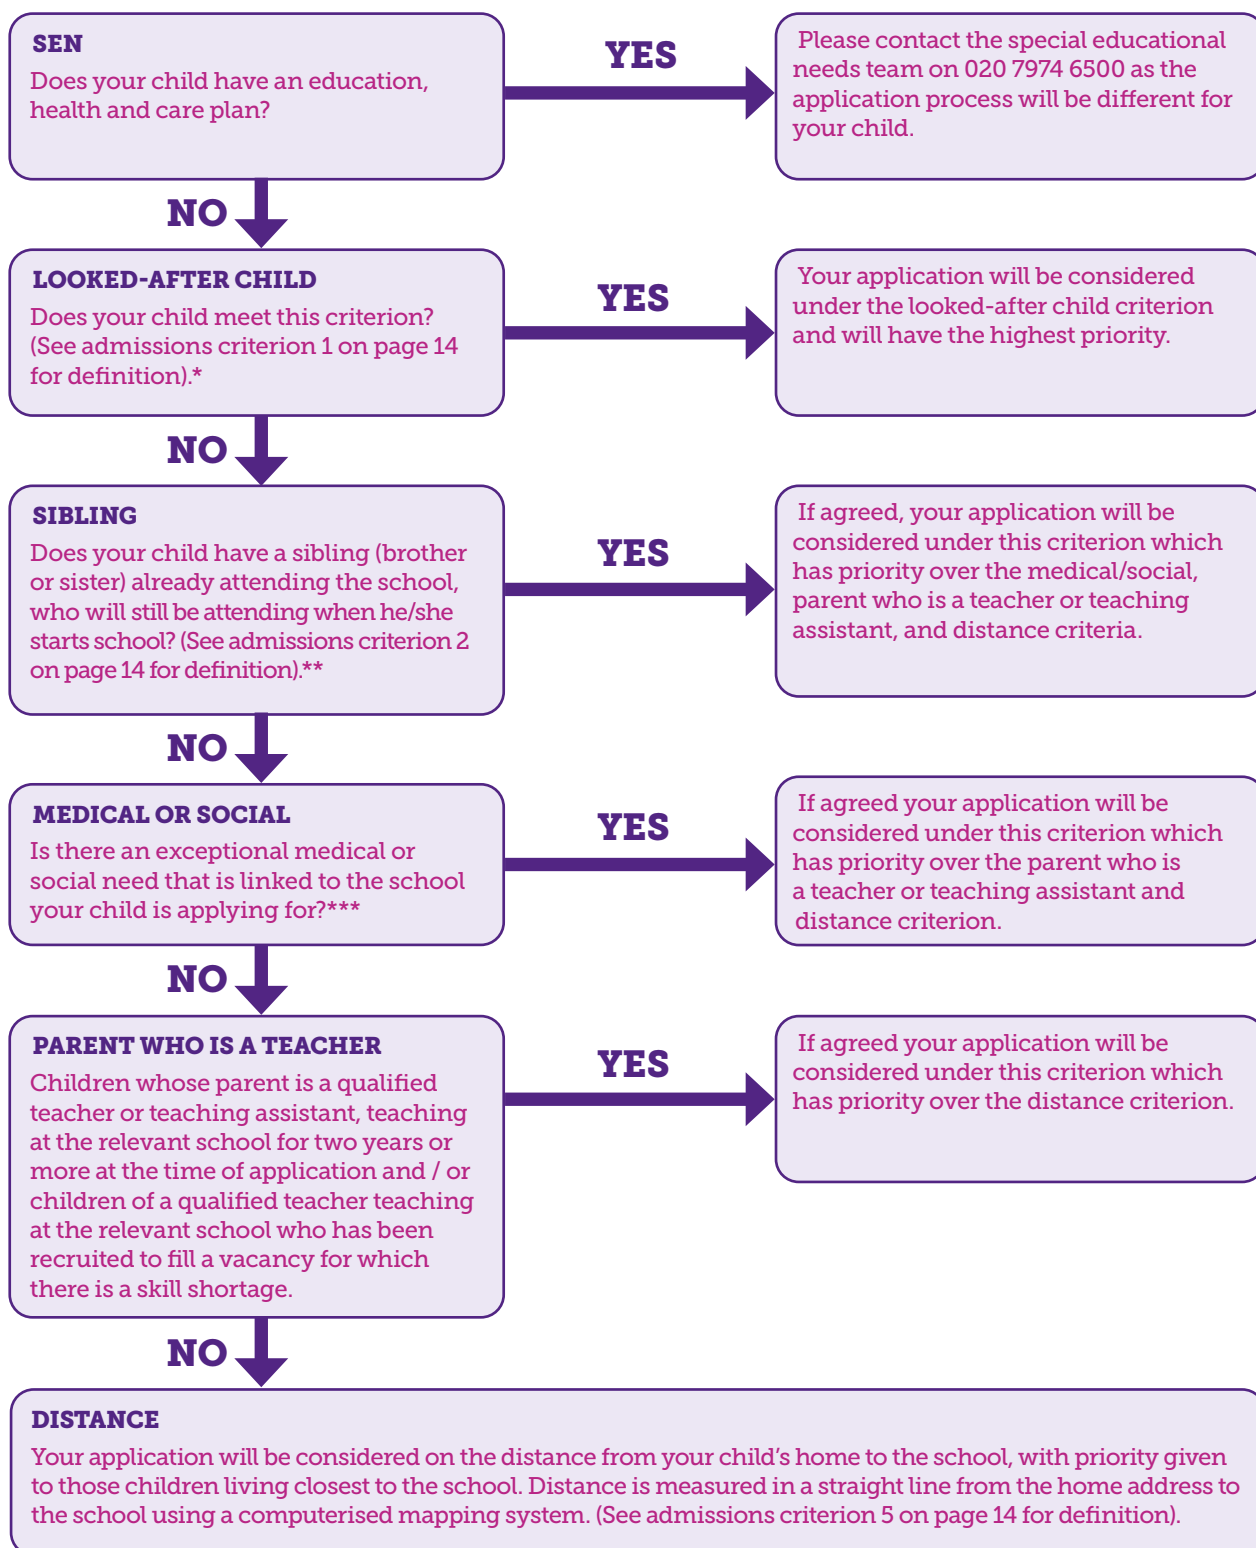 SEN
Does your child have an education,
health and care plan?
YES
Please contact the special educational
needs team on 020 7974 6500 as the
application process will be different for
your child.
NO
LOOKED-AFTER CHILD
Does your child meet this criterion?
(See admissions criterion 1 on page 14
for definition).*
YES
Your application will be considered
under the looked-after child criterion
and will have the highest priority.
NO
SIBLING
Does your child have a sibling (brother
or sister) already attending the school,
who will still be attending when he/she
starts school? (See admissions criterion 2
on page 14 for definition).**
YES
If agreed, your application will be
considered under this criterion which
has priority over the medical/social,
parent who is a teacher or teaching
assistant, and distance criteria.
NO
MEDICAL OR SOCIAL
Is there an exceptional medical or
social need that is linked to the school
your child is applying for?***
YES
If agreed your application will be
considered under this criterion which
has priority over the parent who is
a teacher or teaching assistant and
distance criterion.
NO
PARENT WHO IS A TEACHER
Children whose parent is a qualified
teacher or teaching assistant, teaching
at the relevant school for two years or
more at the time of application and / or
children of a qualified teacher teaching
at the relevant school who has been
recruited to fill a vacancy for which
there is a skill shortage.
YES
If agreed your application will be
considered under this criterion which
has priority over the distance criterion.
NO
DISTANCE
Your application will be considered on the distance from your child's home to the school, with priority given
to those children living closest to the school. Distance is measured in a straight line from the home address to
the school using a computerised mapping system. (See admissions criterion 5 on page 14 for definition).